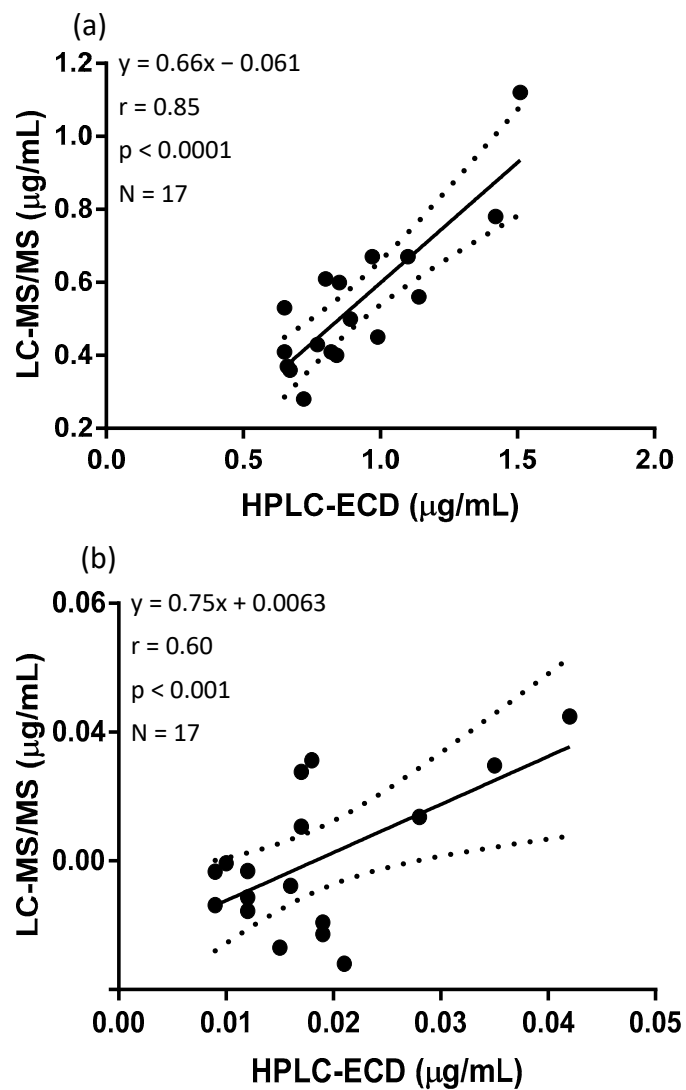 (a)
y = 0.66x − 0.061
r = 0.85
p < 0.0001
N = 17
1.2
1.0
0.8
0.6
0.4
0.2
LC-MS/MS (μg/mL)
0.0 0.5 1.0 1.5 2.0
HPLC-ECD (μg/mL)
(b)
y = 0.75x + 0.0063
r = 0.60
p < 0.001
N = 17
0.06
0.04
0.00
LC-MS/MS (μg/mL)
0.00 0.01 0.02 0.03 0.04 0.05
HPLC-ECD (μg/mL)